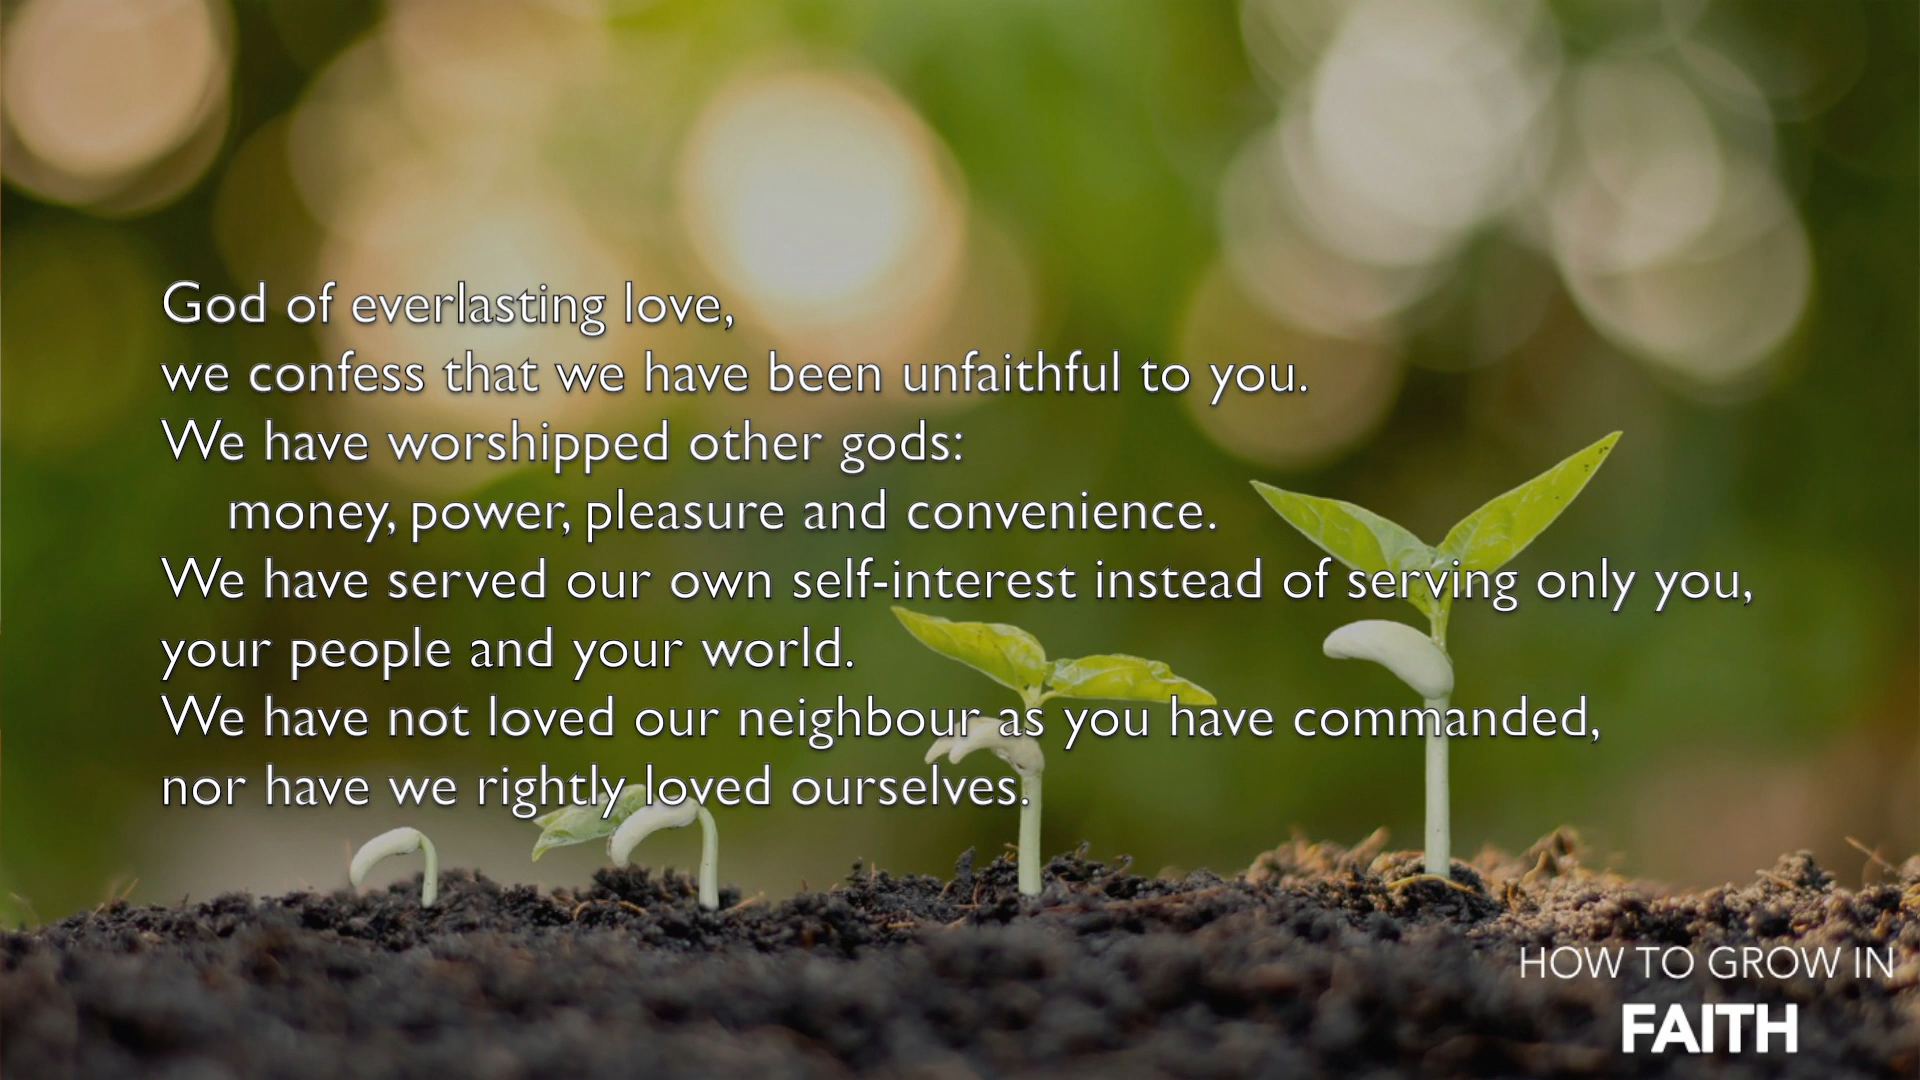 God of everlasting love,
we confess that we have been unfaithful to you.
We have worshipped other gods:
money, power, pleasure and convenience.
We have served our own self-interest instead of serving only you,
your people and your world.
We have not loved our neighbour as you have commanded,
nor have we rightly loved ourselves.
HOW TO GROW IN
FAITH